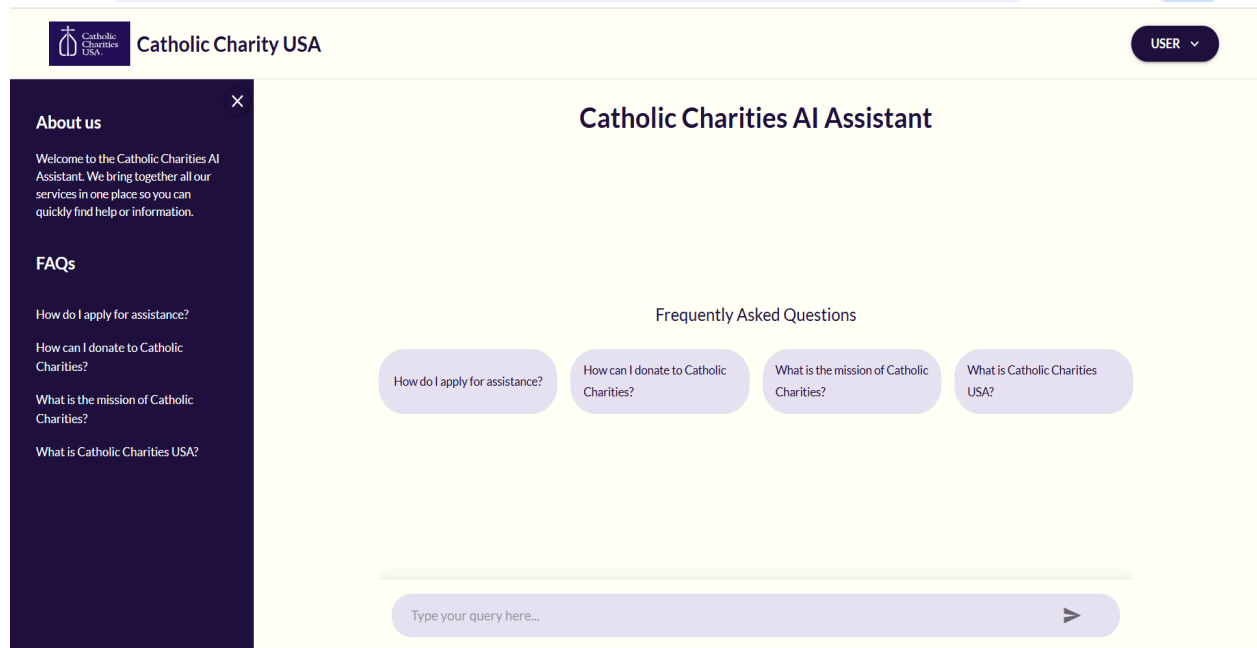 Catholic
Charities
USA.
Catholic Charity USA
USER
About us
Welcome to the Catholic Charities AI
Assistant. We bring together all our
services in one place so you can
quickly find help or information.
FAQs
How do I apply for assistance?
How can I donate to Catholic
Charities?
What is the mission of Catholic
Charities?
What is Catholic Charities USA?
Catholic Charities AI Assistant
Frequently Asked Questions
How do I apply for assistance?
How can I donate to Catholic
Charities?
What is the mission of Catholic
Charities?
What is Catholic Charities
USA?
Type your query here...